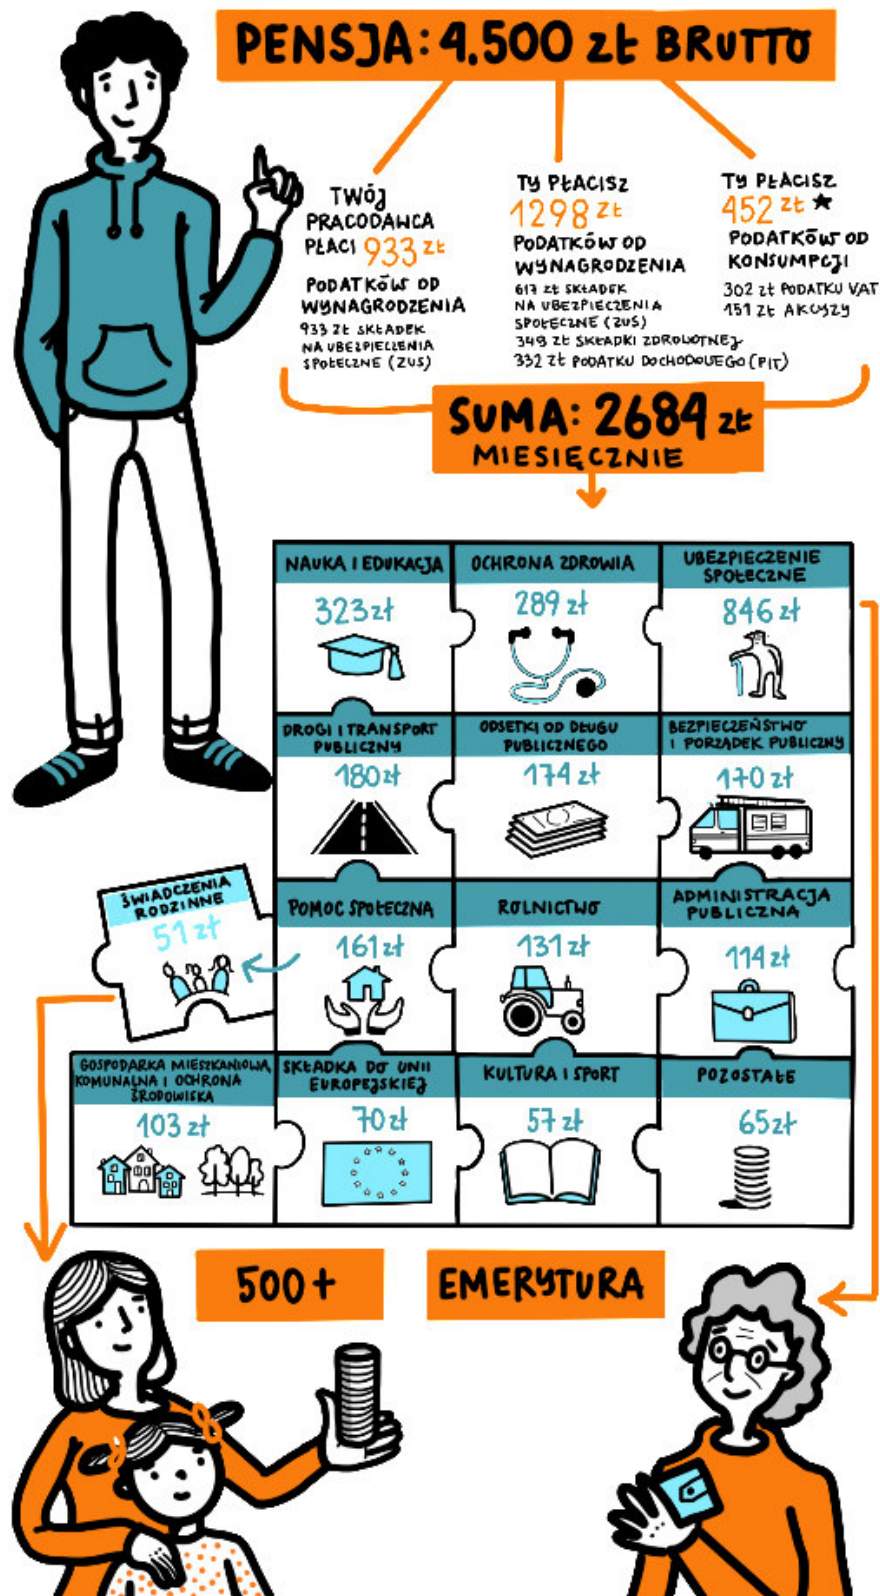 PENSJA: 4.500 zł BRUTTO
TWÓJ
PRACODAWCA
PŁACI 933 zł
PODATKÓW OD
WYNAGRODZENIA
933 zł SKŁADEK
NA UBEZPIECZENIA
SPOŁECZNE (ZUS)
TY PŁACISZ
1298 zł
PODATKÓW OD
WYNAGRODZENIA
617 zł SKŁADEK
NA UBEZPIECZENIA
SPOŁECZNE (ZUS)
349 zł SKŁADKI ZDROWOTNEJ
332 zł PODATKU DOCHODOWEGO (PIT)
TY PŁACISZ
452 zł ★
PODATKÓW OD
KONSUMPCJI
302 zł PODATKU VAT
151 zł AKCYZY
SUMA: 2684 zł
MIESIĘCZNIE
NAUKA I EDUKACJA
323 zł
OCHRONA ZDROWIA
289 zł
UBEZPIECZENIE
SPOŁECZNE
846 zł
DROGI I TRANSPORT
PUBLICZNY
180 zł
ODSETKI OD DŁUGU
PUBLICZNEGO
174 zł
BEZPIECZEŃSTWO
I PORZĄDEK PUBLICZNY
170 zł
ŚWIADCZENIA
RODZINNE
51 zł
POMOC SPOŁECZNA
161 zł
ROLNICTWO
131 zł
ADMINISTRACJA
PUBLICZNA
114 zł
GOSPODARKA MIESZKANIOWA,
KOMUNALNA I OCHRONA
ŚRODOWISKA
103 zł
SKŁADKA DO UNII
EUROPEJSKIEJ
70 zł
KULTURA I SPORT
57 zł
POZOSTAŁE
65 zł
500+
EMERYTURA